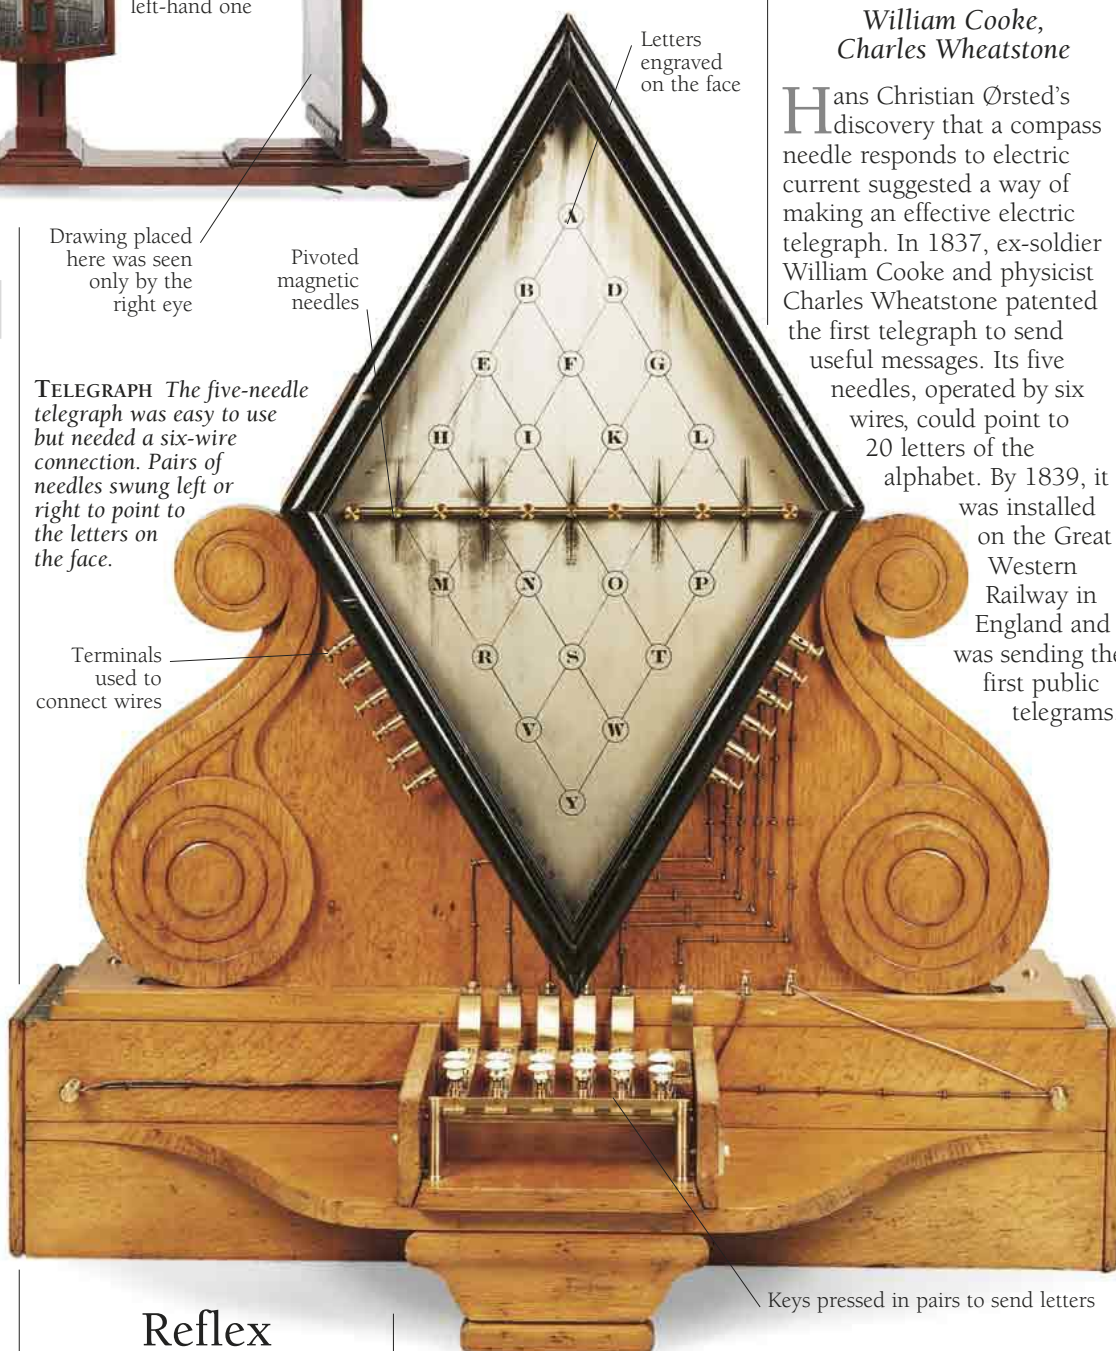 left-hand one
Drawing placed
here was seen
only by the
right eye
Letters
engraved
on the face
Pivoted
magnetic
needles
TELEGRAPH The five-needle
telegraph was easy to use
but needed a six-wire
connection. Pairs of
needles swung left or
right to point to
the letters on
the face.
Terminals
used to
connect wires
A
B D
E F G
H I K L
M N O P
R S T
V W
Y
Keys pressed in pairs to send letters
William Cooke,
Charles Wheatstone
Hans Christian Ørsted's
discovery that a compass
needle responds to electric
current suggested a way of
making an effective electric
telegraph. In 1837, ex-soldier
William Cooke and physicist
Charles Wheatstone patented
the first telegraph to send
useful messages. Its five
needles, operated by six
wires, could point to
20 letters of the
alphabet. By 1839, it
was installed
on the Great
Western
Railway in
England and
was sending the
first public
telegrams
Reflex